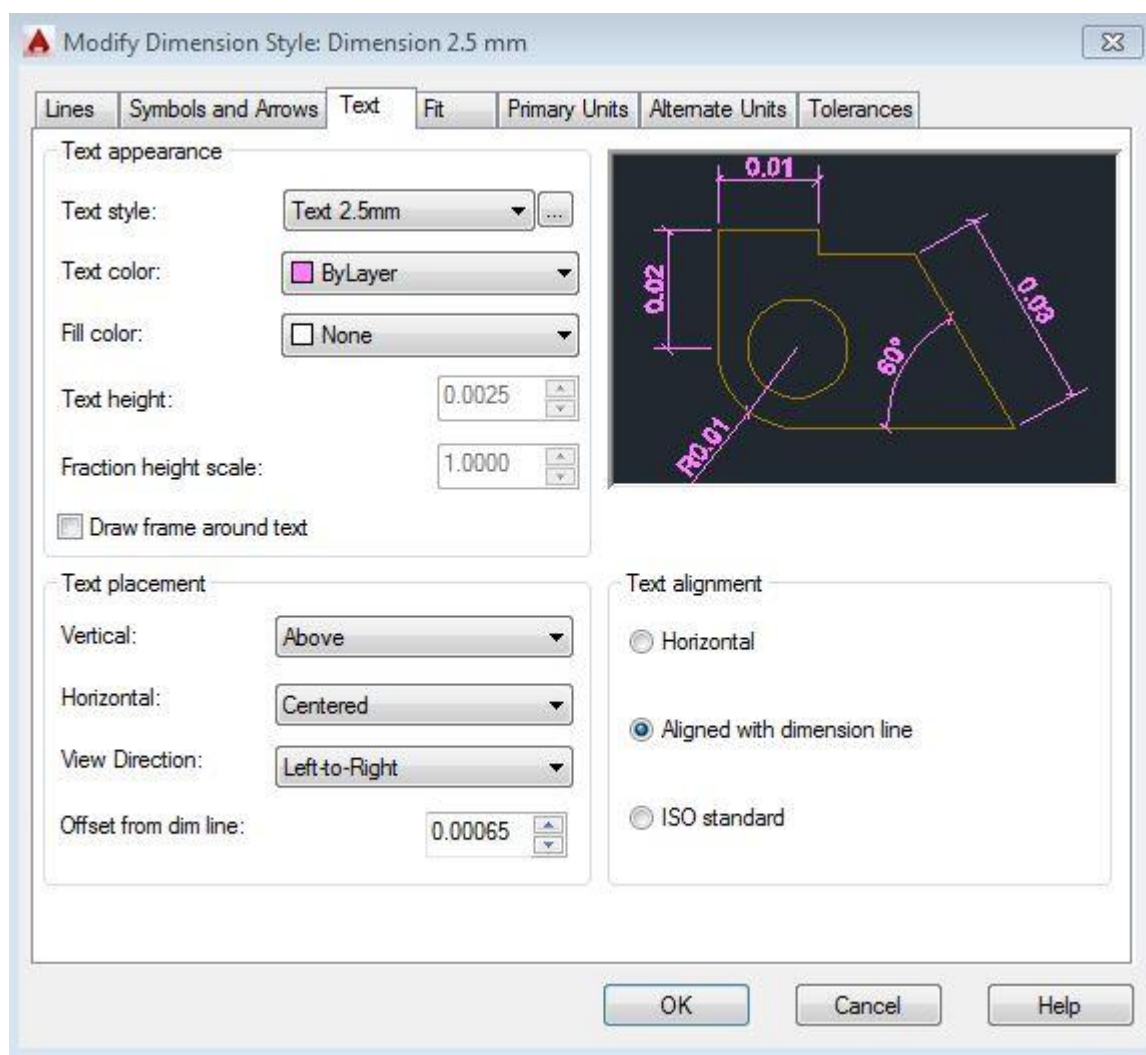 Modify Dimension Style: Dimension 2.5 mm
Lines Symbols and Arrows Text Fit Primary Units Alternate Units Tolerances
Text appearance
Text style: Text 2.5mm ...
Text color: ByLayer
Fill color: None
Text height: 0.0025
Fraction height scale: 1.0000
Draw frame around text
0.01
0.02
0.03
60°
R0.01
Text placement
Vertical: Above
Horizontal: Centered
View Direction: Left-to-Right
Offset from dim line: 0.00065
Text alignment
Horizontal
Aligned with dimension line
ISO standard
OK Cancel Help